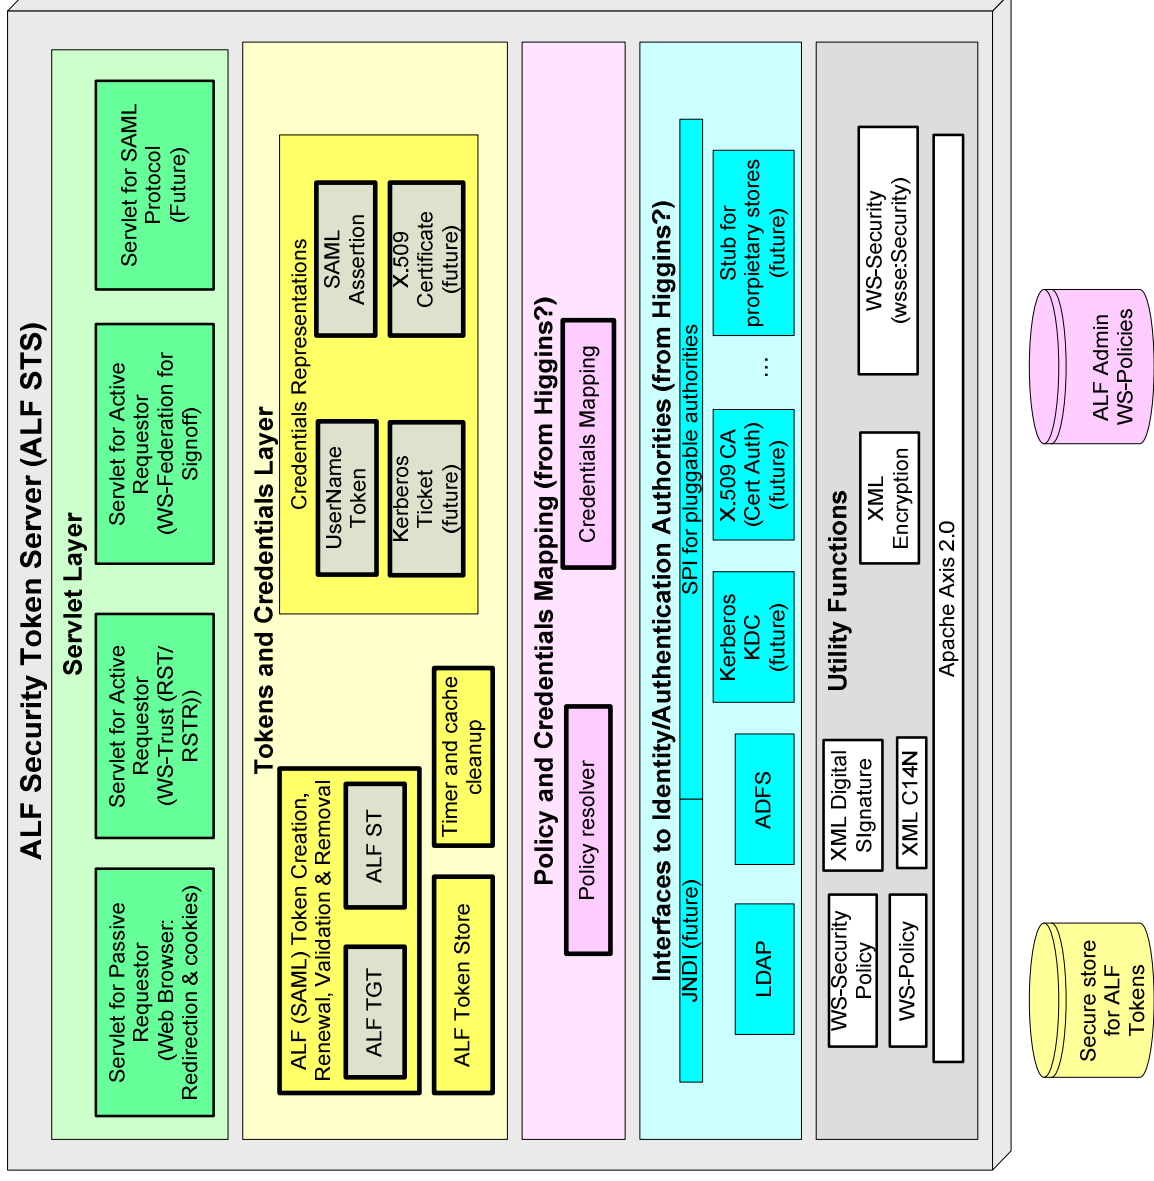 ALF Security Token Server (ALF STS)
Servlet Layer
Servlet for Passive
Requestor
(Web Browser:
Redirection & cookies)
Servlet for Active
Requestor
(WS-Trust (RST/
RSTR))
Servlet for Active
Requestor
(WS-Federation for
Signoff)
Servlet for SAML
Protocol
(Future)
Tokens and Credentials Layer
ALF (SAML) Token Creation,
Renewal, Validation & Removal
ALF TGT
ALF ST
ALF Token Store
Timer and cache
cleanup
Credentials Representations
UserName
Token
SAML
Assertion
Kerberos
Ticket
(future)
X.509
Certificate
(future)
Policy and Credentials Mapping (from Higgins?)
Policy resolver
Credentials Mapping
Interfaces to Identity/Authentication Authorities (from Higgins?)
JNDI (future)
SPI for pluggable authorities
LDAP
ADFS
Kerberos
KDC
(future)
X.509 CA
(Cert Auth)
(future)
...
Stub for
prorpietary stores
(future)
Utility Functions
WS-Security
Policy
XML Digital
SIgnature
XML
Encryption
WS-Security
(wsse:Security)
WS-Policy
XML C14N
Apache Axis 2.0
Secure store
for ALF
Tokens
ALF Admin
WS-Policies